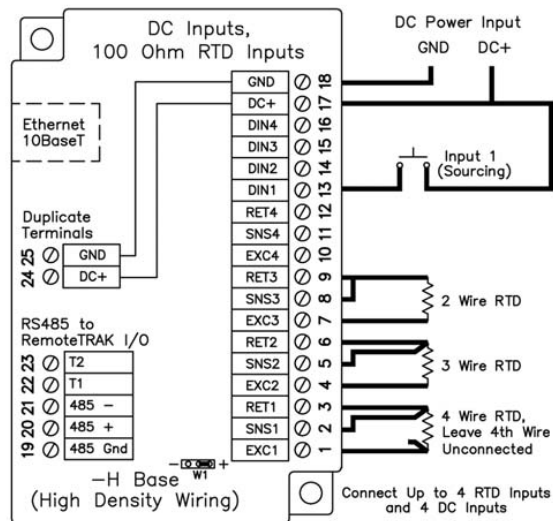 DC Inputs,
100 Ohm RTD Inputs
DC Power Input
GND DC+
Ethernet
10BaseT
GND 18
DC+ 17
DIN4 16
DIN3 15
DIN2 14
DIN1 13
RET4 12
SNS4 11
EXC4 10
RET3 9
SNS3 8
EXC3 7
RET2 6
SNS2 5
EXC2 4
RET1 3
SNS1 2
EXC1 1
Input 1
(Sourcing)
Duplicate
Terminals
25 GND
24 DC+
RS485 to
RemoteTRAK I/O
23 T2
22 T1
21 485 -
20 485 +
19 485 Gnd
2 Wire RTD
3 Wire RTD
4 Wire RTD,
Leave 4th Wire
Unconnected
- +
W1
-H Base
(High Density Wiring)
Connect Up to 4 RTD Inputs
and 4 DC Inputs